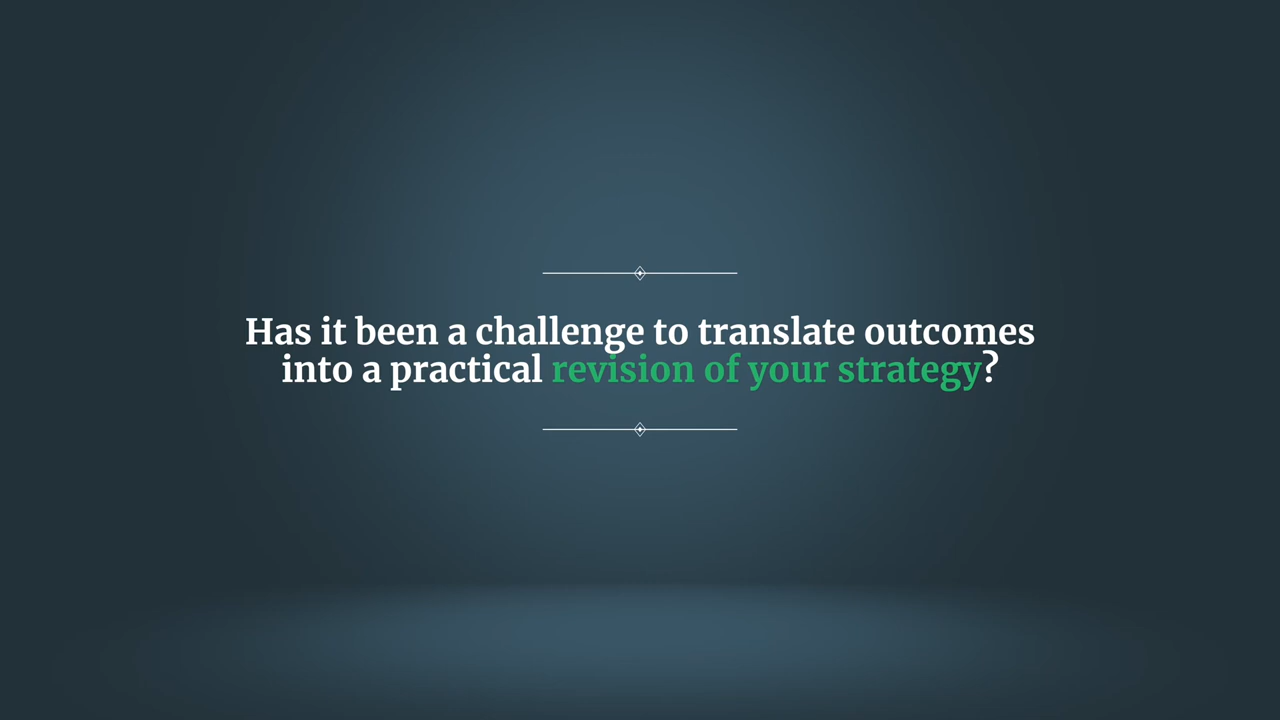 Has it been a challenge to translate outcomes
into a practical revision of your strategy?